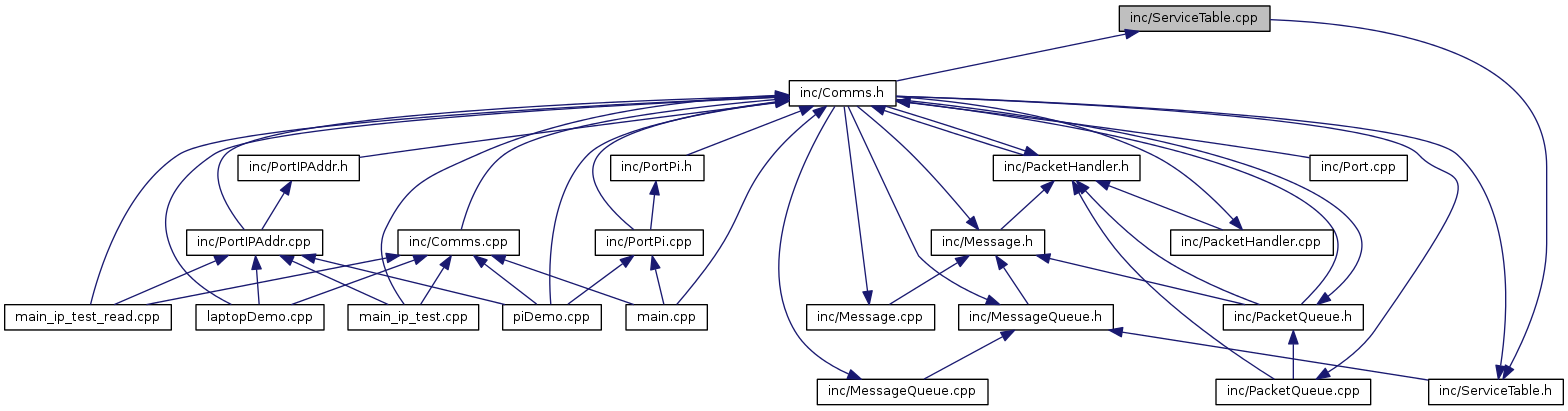 inc/ServiceTable.cpp
inc/Comms.h
inc/PortIPAddr.h
inc/PortPi.h
inc/PacketHandler.h
inc/Port.cpp
inc/PortIPAddr.cpp
inc/Comms.cpp
inc/PortPi.cpp
inc/Message.h
inc/PacketHandler.cpp
main_ip_test_read.cpp
laptopDemo.cpp
main_ip_test.cpp
piDemo.cpp
main.cpp
inc/Message.cpp
inc/MessageQueue.h
inc/PacketQueue.h
inc/MessageQueue.cpp
inc/PacketQueue.cpp
inc/ServiceTable.h